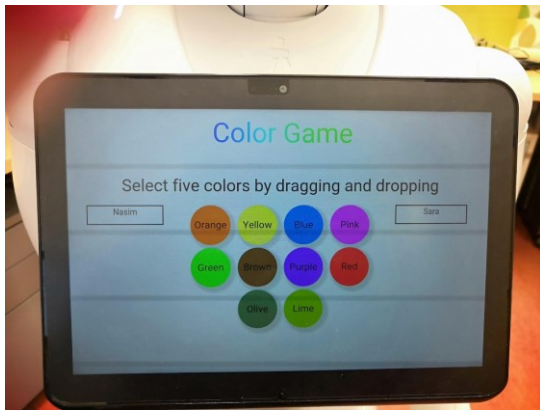 Color Game
Select five colors by dragging and dropping
Nasim
Sara
Orange Yellow Blue Pink
Green Brown Purple Red
Olive Lime